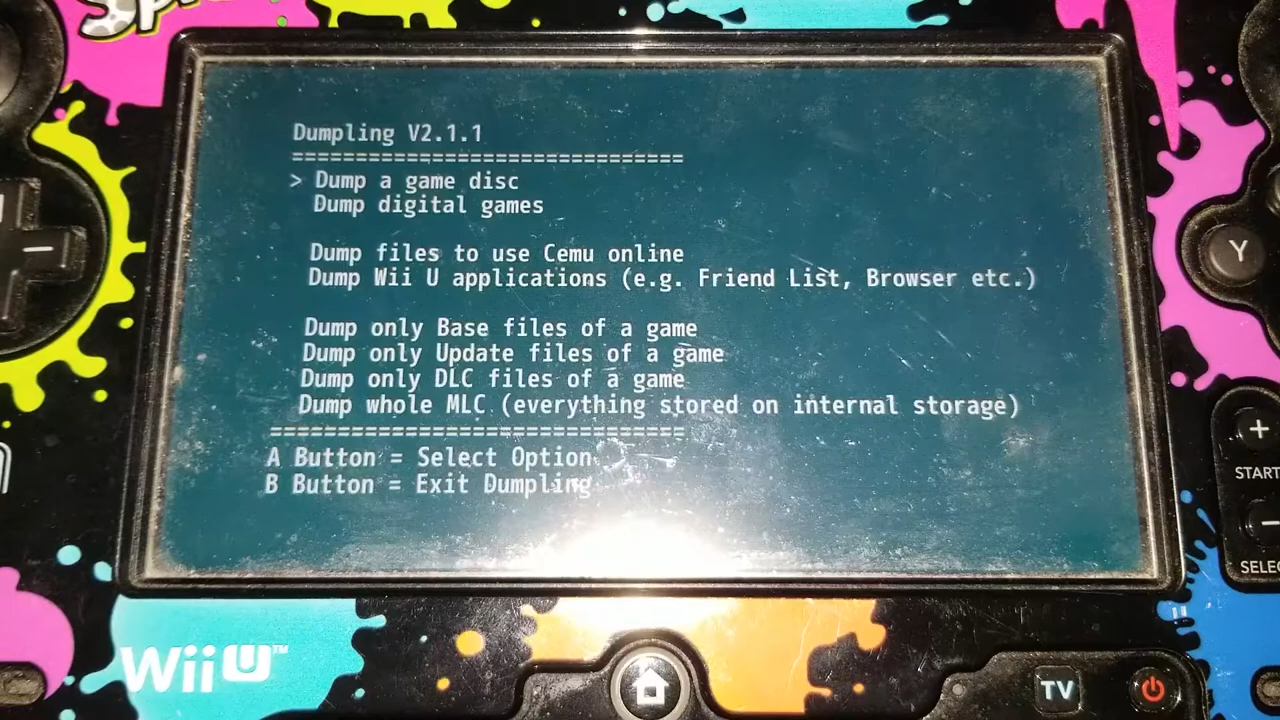 Dumpling V2.1.1
==============================
> Dump a game disc
Dump digital games
Dump files to use Cemu online
Dump Wii U applications (e.g. Friend List, Browser etc.)
Dump only Base files of a game
Dump only Update files of a game
Dump only DLC files of a game
Dump whole MLC (everything stored on internal storage)
==============================
A Button = Select Option
B Button = Exit Dumpling
Y
+
START
-
Wii U™
TV